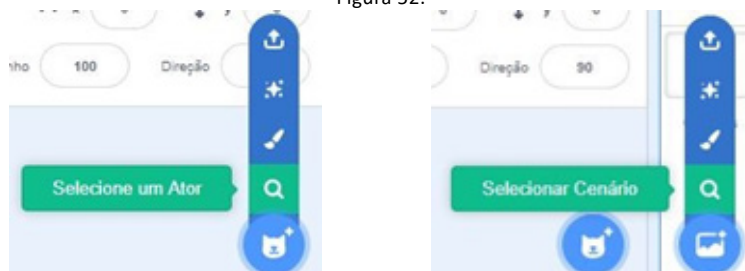 Figura 32.
100 Direção
Selecione um Ator
Direção 90
Selecionar Cenário